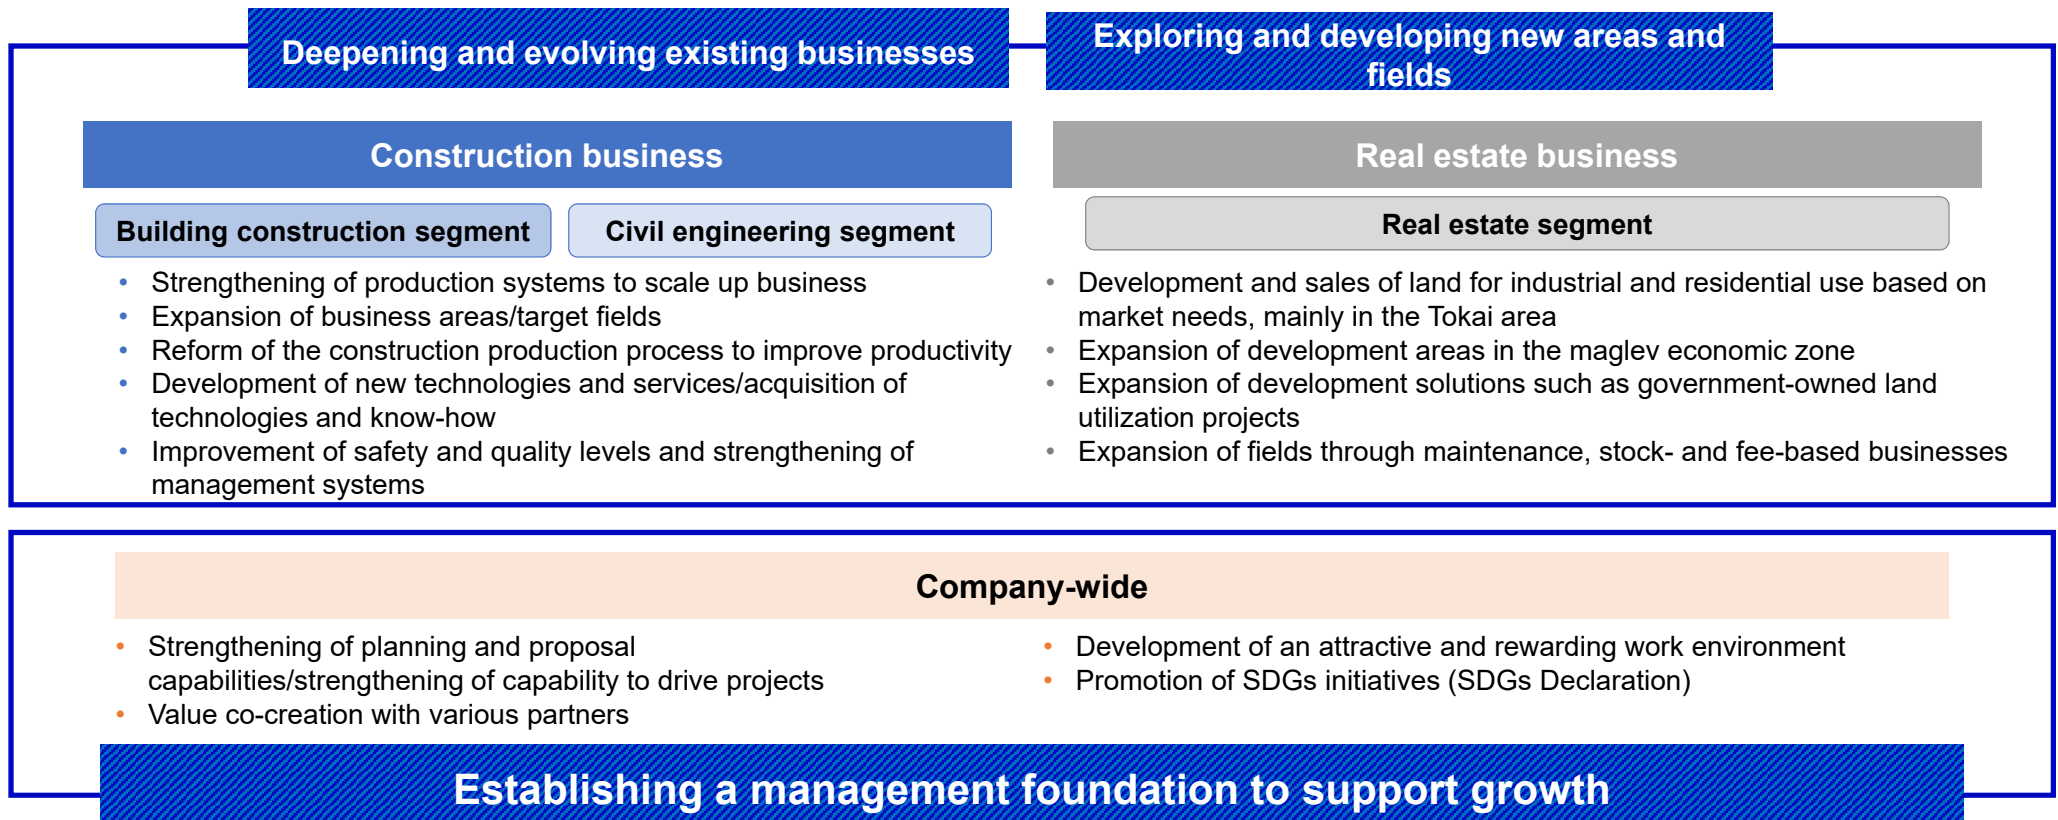 Deepening and evolving existing businesses
Exploring and developing new areas and
fields
Construction business
Building construction segment
Civil engineering segment
• Strengthening of production systems to scale up business
• Expansion of business areas/target fields
• Reform of the construction production process to improve productivity
• Development of new technologies and services/acquisition of
technologies and know-how
• Improvement of safety and quality levels and strengthening of
management systems
Real estate business
Real estate segment
• Development and sales of land for industrial and residential use based on
market needs, mainly in the Tokai area
• Expansion of development areas in the maglev economic zone
• Expansion of development solutions such as government-owned land
utilization projects
• Expansion of fields through maintenance, stock- and fee-based businesses
Company-wide
• Strengthening of planning and proposal
capabilities/strengthening of capability to drive projects
• Value co-creation with various partners
• Development of an attractive and rewarding work environment
• Promotion of SDGs initiatives (SDGs Declaration)
Establishing a management foundation to support growth